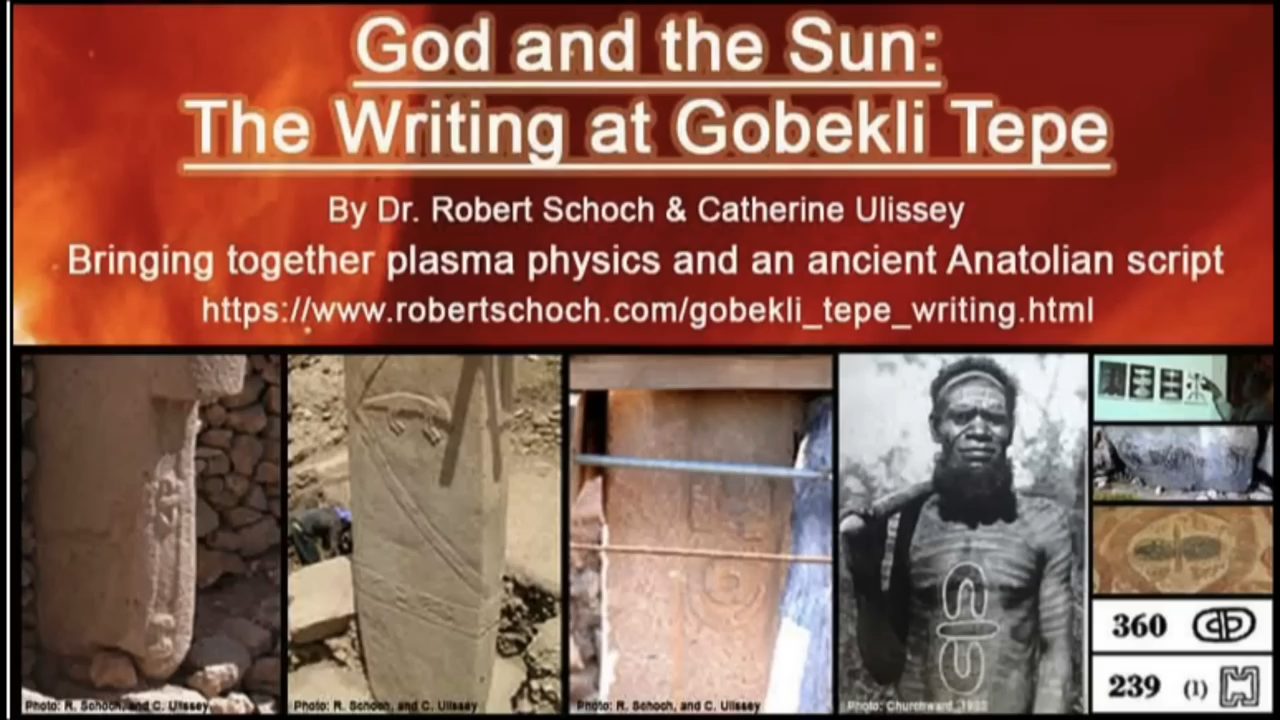 God and the Sun:
The Writing at Gobekli Tepe
By Dr. Robert Schoch & Catherine Ulissey
Bringing together plasma physics and an ancient Anatolian script
https://www.robertschoch.com/gobekli_tepe_writing.html
Photo: R. Schoch, and C. Ulissey
Photo: R. Schoch, and C. Ulissey
Photo: R. Schoch, and C. Ulissey
Photo: Churchward,
360
239 (1)